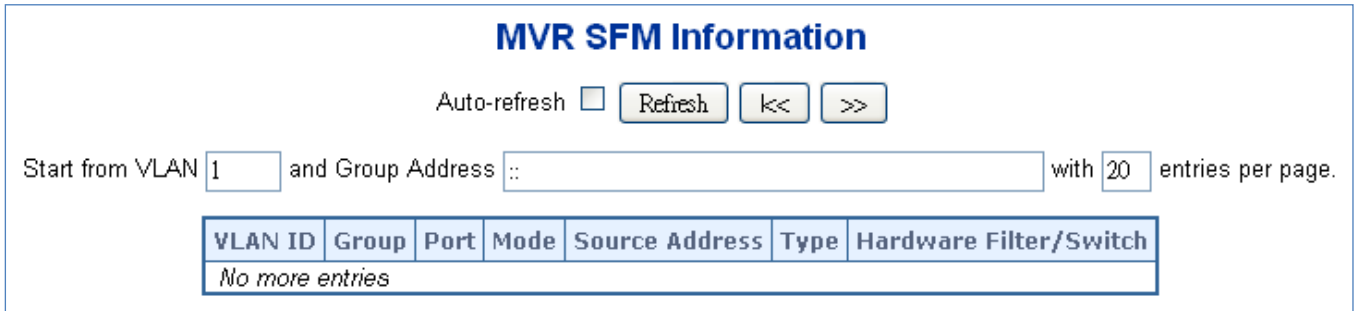 MVR SFM Information
Auto-refresh Refresh |<< >>
Start from VLAN 1 and Group Address :: with 20 entries per page.
VLAN ID Group Port Mode Source Address Type Hardware Filter/Switch
No more entries